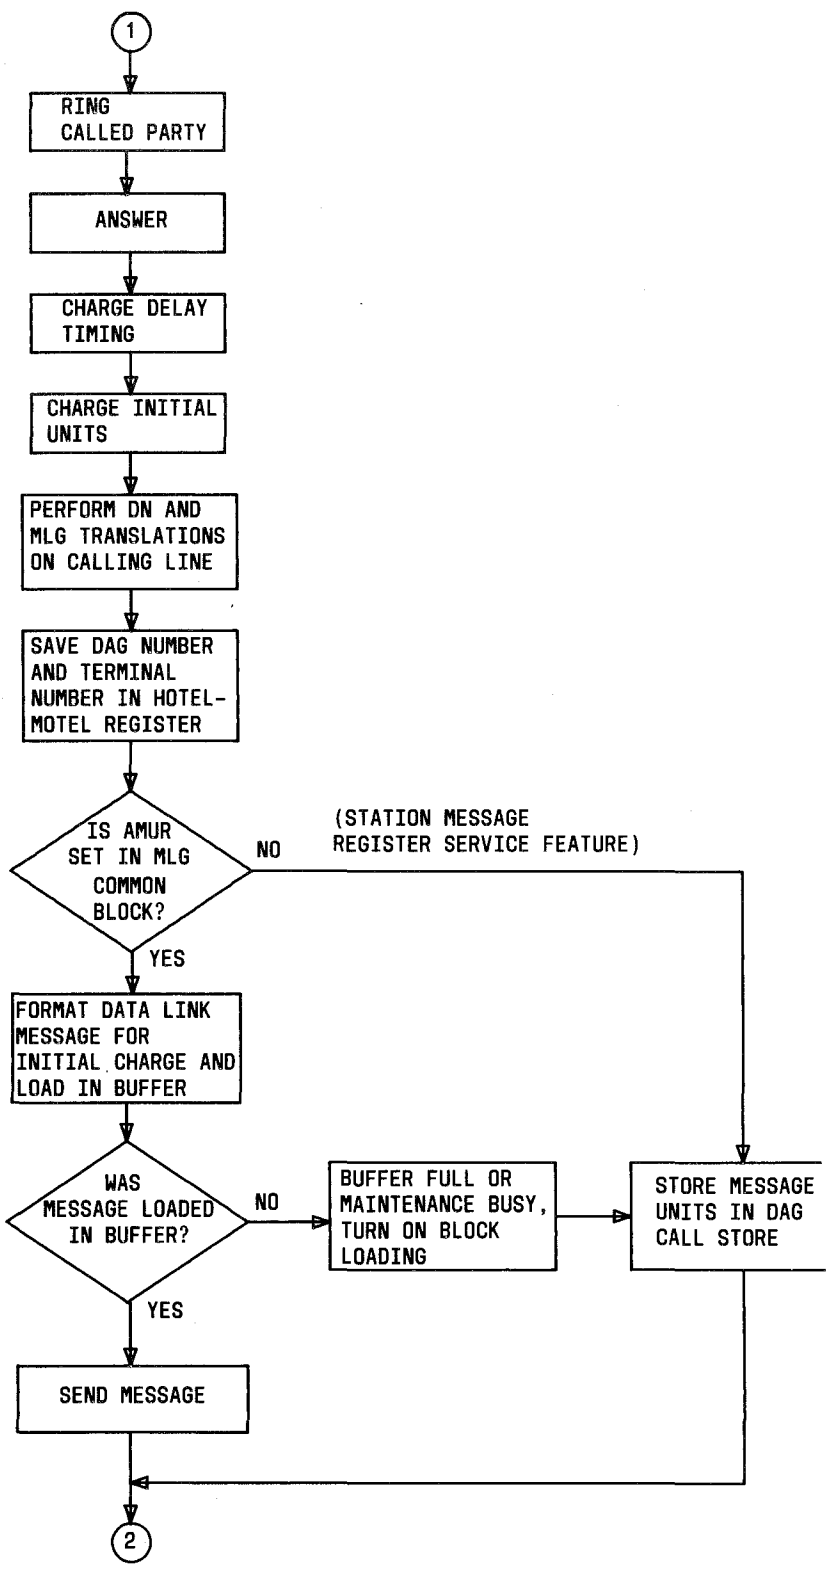 1
RING
CALLED PARTY
ANSWER
CHARGE DELAY
TIMING
CHARGE INITIAL
UNITS
PERFORM DN AND
MLG TRANSLATIONS
ON CALLING LINE
SAVE DAG NUMBER
AND TERMINAL
NUMBER IN HOTEL-
MOTEL REGISTER
IS AMUR
SET IN MLG
COMMON
BLOCK?
NO
(STATION MESSAGE
REGISTER SERVICE FEATURE)
YES
FORMAT DATA LINK
MESSAGE FOR
INITIAL CHARGE AND
LOAD IN BUFFER
WAS
MESSAGE LOADED
IN BUFFER?
NO
BUFFER FULL OR
MAINTENANCE BUSY,
TURN ON BLOCK
LOADING
STORE MESSAGE
UNITS IN DAG
CALL STORE
YES
SEND MESSAGE
2